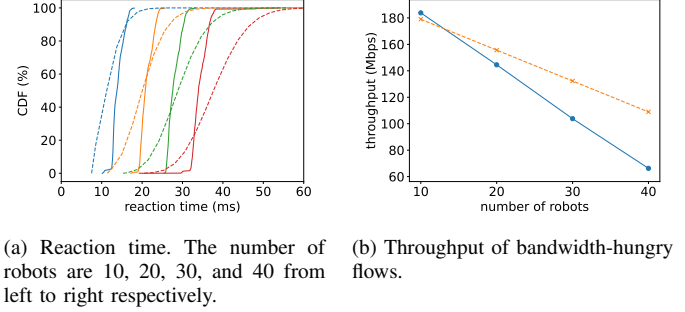 100
80
60
40
20
0
CDF (%)
0 10 20 30 40 50 60
reaction time (ms)
180
160
140
120
100
80
60
throughput (Mbps)
10 20 30 40
number of robots
(a) Reaction time. The number of
robots are 10, 20, 30, and 40 from
left to right respectively.
(b) Throughput of bandwidth-hungry
flows.